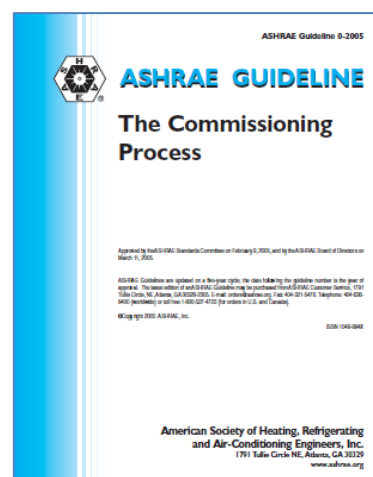 ASHRAE Guideline 0-2005
ASHRAE
®
ASHRAE GUIDELINE
The Commissioning
Process
Approved by the ASHRAE Standards Committee on February 5, 2005, and by the ASHRAE Board of Directors on
March 11, 2005.
ASHRAE Guidelines are updated on a five-year cycle; the date following the guideline number is the year of
approval. The latest edition of an ASHRAE Guideline may be purchased from ASHRAE Customer Service, 1791
Tullie Circle, NE, Atlanta, GA 30329-2305. E-mail: orders@ashrae.org. Fax: 404-321-5478. Telephone: 404-636-
8400 (worldwide) or toll free 1-800-527-4723 (for orders in U.S. and Canada).
©Copyright 2005 ASHRAE, Inc.
ISSN 1049-894X
American Society of Heating, Refrigerating
and Air-Conditioning Engineers, Inc.
1791 Tullie Circle NE, Atlanta, GA 30329
www.ashrae.org